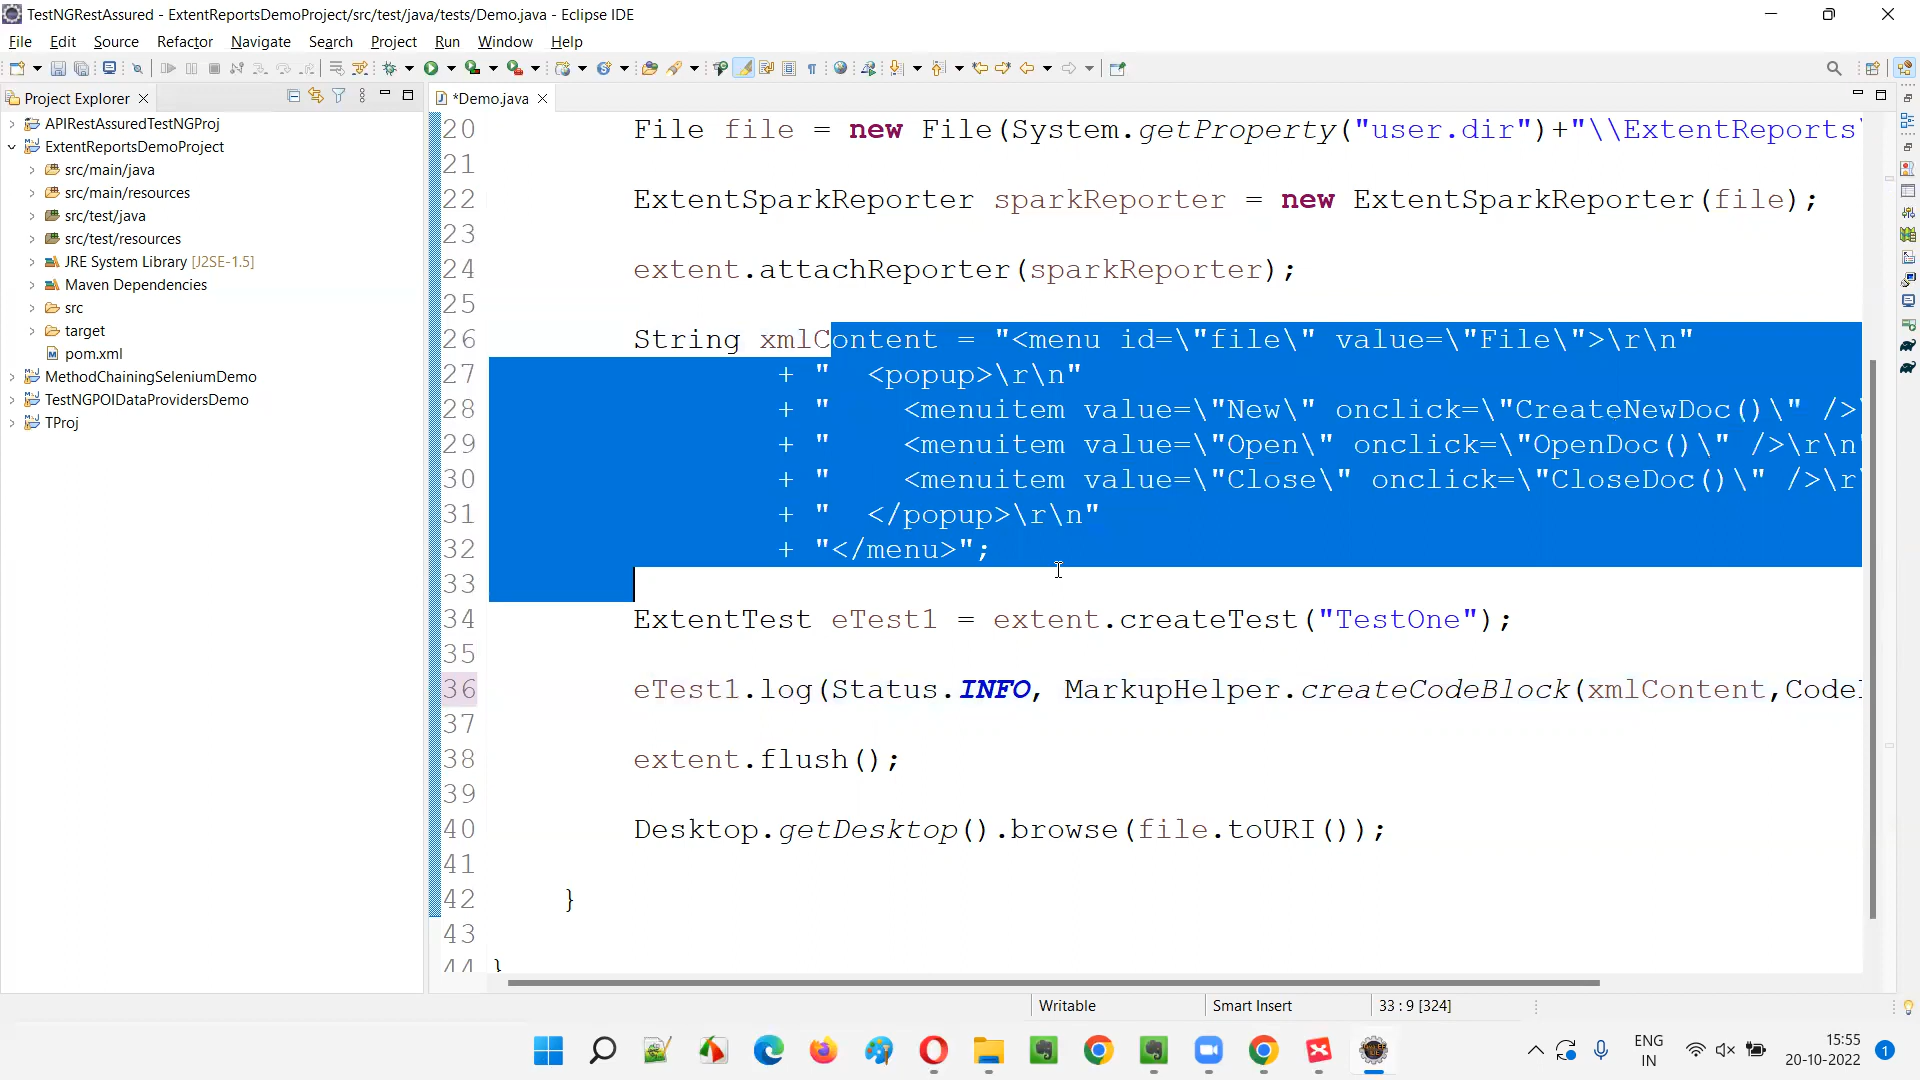 TestNGRestAssured - ExtentReportsDemoProject/src/test/java/tests/Demo.java - Eclipse IDE
File Edit Source Refactor Navigate Search Project Run Window Help
Project Explorer
*Demo.java
APIRestAssuredTestNGProj
ExtentReportsDemoProject
src/main/java
src/main/resources
src/test/java
src/test/resources
JRE System Library [J2SE-1.5]
Maven Dependencies
src
target
pom.xml
MethodChainingSeleniumDemo
TestNGPOIDataProvidersDemo
TProj
20 File file = new File(System.getProperty("user.dir")+"\\ExtentReports\
21
22 ExtentSparkReporter sparkReporter = new ExtentSparkReporter(file);
23
24 extent.attachReporter(sparkReporter);
25
26 String xmlContent = "<menu id=\"file\" value=\"File\">\r\n"
27 + "  <popup>\r\n"
28 + "    <menuitem value=\"New\" onclick=\"CreateNewDoc()\" />\
29 + "    <menuitem value=\"Open\" onclick=\"OpenDoc()\" />\r\n"
30 + "    <menuitem value=\"Close\" onclick=\"CloseDoc()\" />\r
31 + "  </popup>\r\n"
32 + "</menu>";
33
34 ExtentTest eTest1 = extent.createTest("TestOne");
35
36 eTest1.log(Status.INFO, MarkupHelper.createCodeBlock(xmlContent,Code
37
38 extent.flush();
39
40 Desktop.getDesktop().browse(file.toURI());
41
42 }
43
44 }
Writable Smart Insert 33 : 9 [324]
ENG
IN
15:55
20-10-2022
1